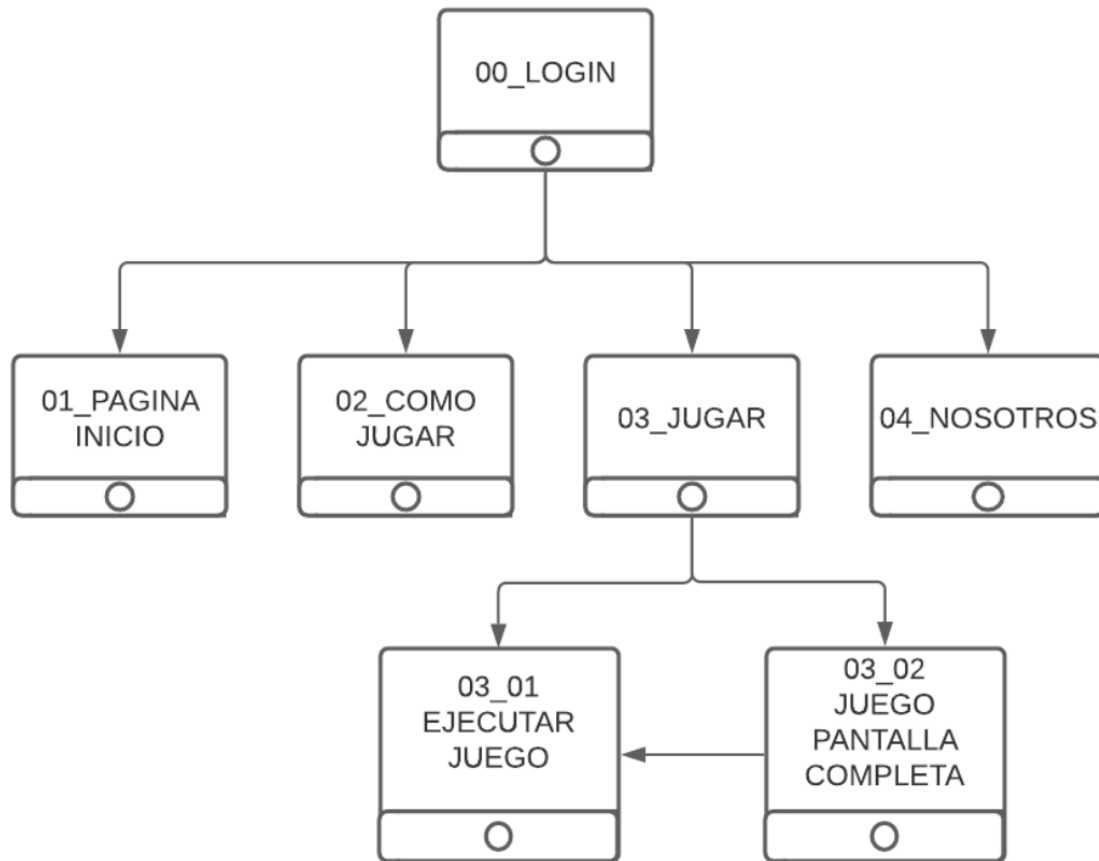 00_LOGIN
01_PAGINA
INICIO
02_COMO
JUGAR
03_JUGAR
04_NOSOTROS
03_01
EJECUTAR
JUEGO
03_02
JUEGO
PANTALLA
COMPLETA